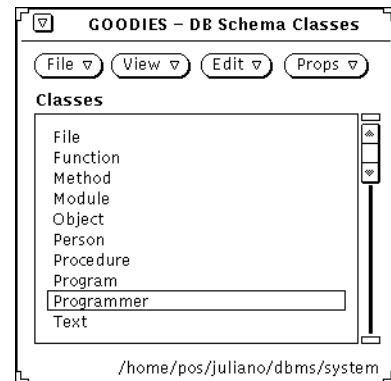 GOODIES – DB Schema Classes
File View Edit Props
Classes
File
Function
Method
Module
Object
Person
Procedure
Program
Programmer
Text
/home/pos/juliano/dbms/system